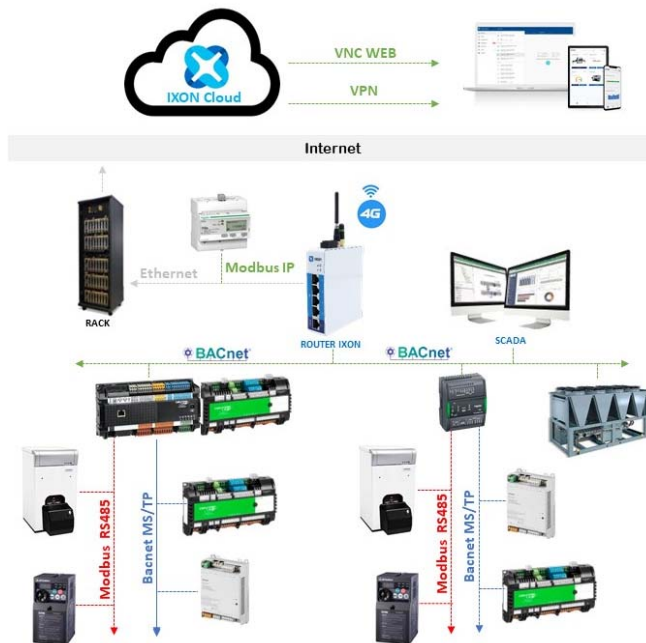 IXON Cloud
VNC WEB
VPN
Internet
4G
Modbus IP
Ethernet
RACK
ROUTER IXON
SCADA
BACnet
BACnet
Modbus RS485
Bacnet MS/TP
Modbus RS485
Bacnet MS/TP